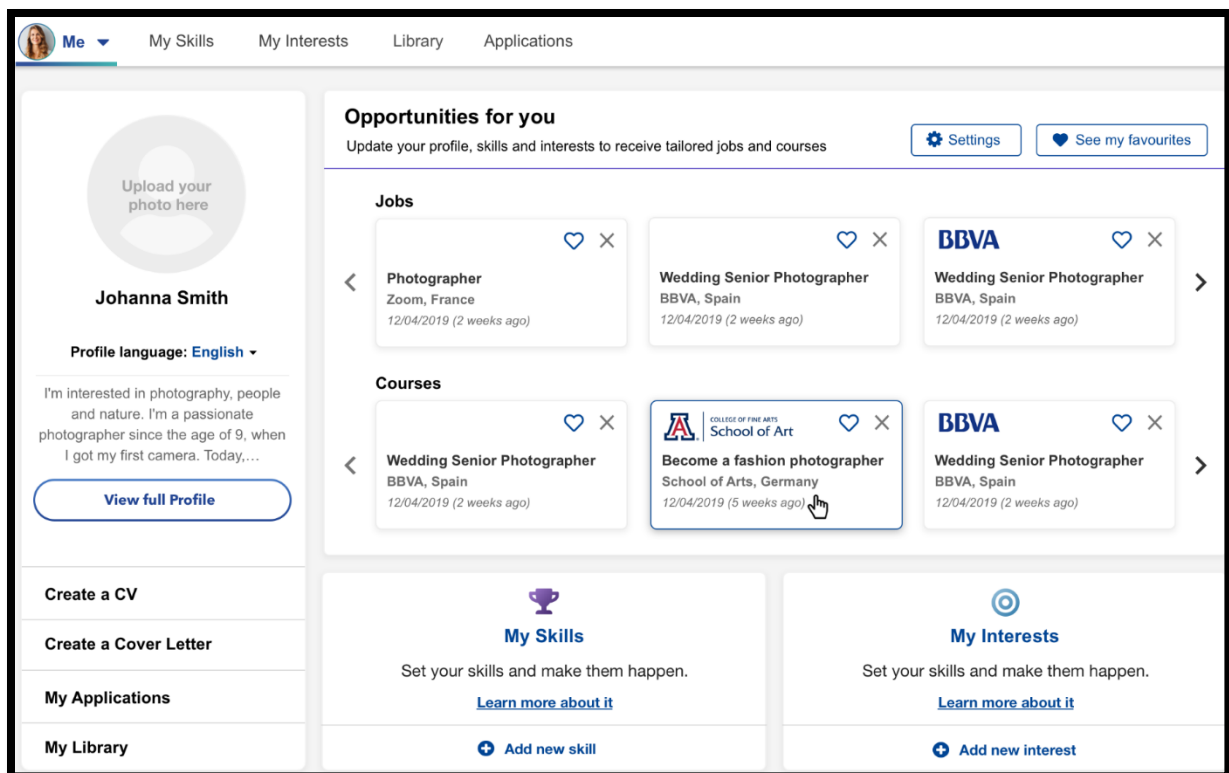 Me
My Skills
My Interests
Library
Applications
Upload your
photo here
Johanna Smith
Profile language: English
I'm interested in photography, people
and nature. I'm a passionate
photographer since the age of 9, when
I got my first camera. Today,...
View full Profile
Create a CV
Create a Cover Letter
My Applications
My Library
Opportunities for you
Update your profile, skills and interests to receive tailored jobs and courses
Settings
See my favourites
Jobs
Photographer
Zoom, France
12/04/2019 (2 weeks ago)
Wedding Senior Photographer
BBVA, Spain
12/04/2019 (2 weeks ago)
BBVA
Wedding Senior Photographer
BBVA, Spain
12/04/2019 (2 weeks ago)
Courses
Wedding Senior Photographer
BBVA, Spain
12/04/2019 (2 weeks ago)
A
COLLEGE OF FINE ARTS
School of Art
Become a fashion photographer
School of Arts, Germany
12/04/2019 (5 weeks ago)
BBVA
Wedding Senior Photographer
BBVA, Spain
12/04/2019 (2 weeks ago)
My Skills
Set your skills and make them happen.
Learn more about it
Add new skill
My Interests
Set your skills and make them happen.
Learn more about it
Add new interest